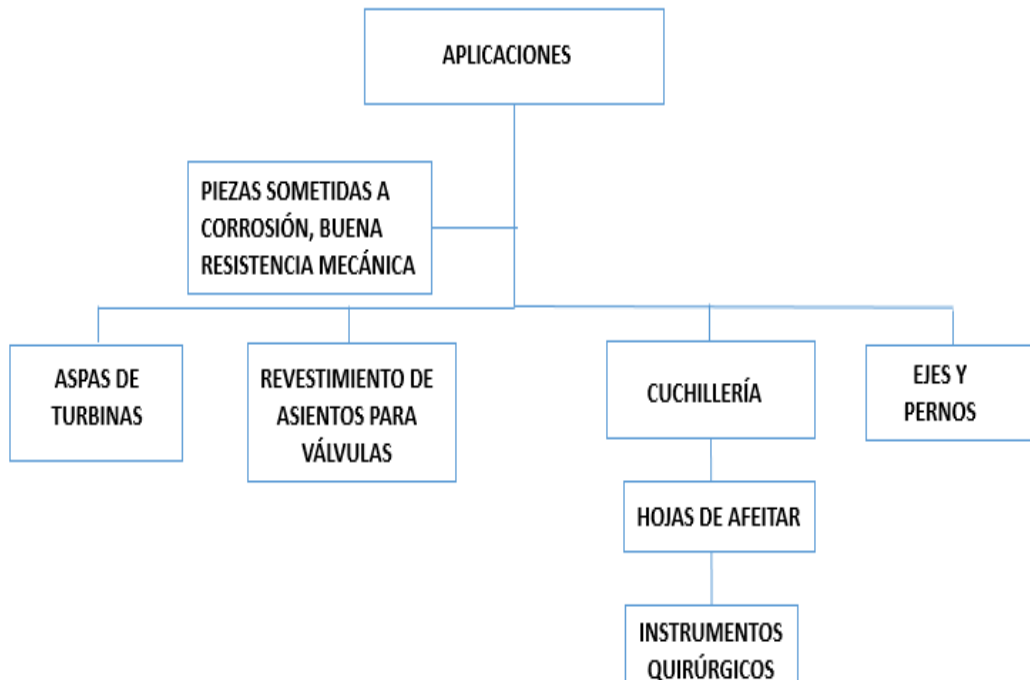 APLICACIONES
PIEZAS SOMETIDAS A
CORROSIÓN, BUENA
RESISTENCIA MECÁNICA
ASPAS DE
TURBINAS
REVESTIMIENTO DE
ASIENTOS PARA
VÁLVULAS
CUCHILLERÍA
EJES Y
PERNOS
HOJAS DE AFEITAR
INSTRUMENTOS
QUIRÚRGICOS